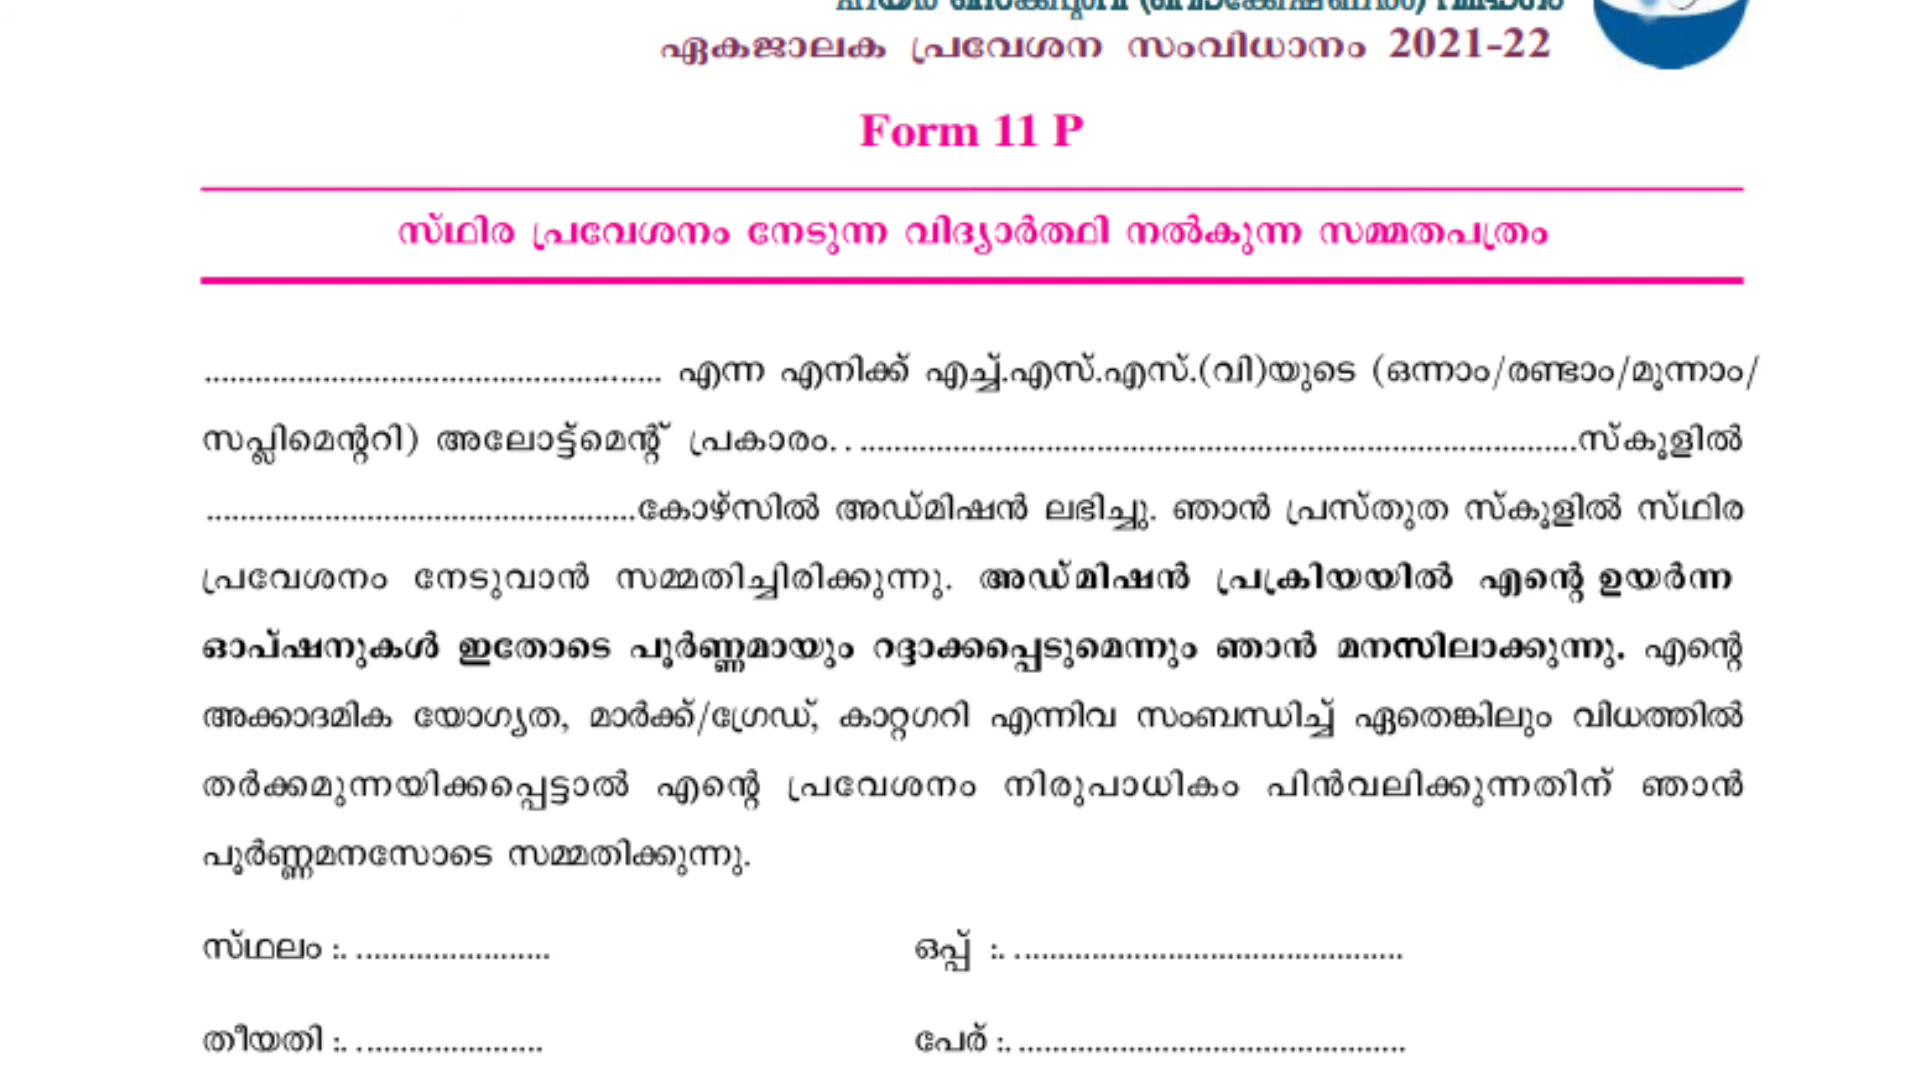 ഏകജാലക പ്രവേശന സംവിധാനം 2021-22
Form 11 P
സ്ഥിര പ്രവേശനം നേടുന്ന വിദ്യാർത്ഥി നൽകുന്ന സമ്മതപത്രം
...................................................... എന്ന എനിക്ക് എച്ച്.എസ്.എസ്.(വി)യുടെ (ഒന്നാം/രണ്ടാം/മൂന്നാം/
സപ്ലിമെന്ററി) അലോട്ട്മെന്റ് പ്രകാരം. . .....................................................................................സ്കൂളിൽ
...................................................കോഴ്സിൽ അഡ്മിഷൻ ലഭിച്ചു. ഞാൻ പ്രസ്തുത സ്കൂളിൽ സ്ഥിര
പ്രവേശനം നേടുവാൻ സമ്മതിച്ചിരിക്കുന്നു. അഡ്മിഷൻ പ്രക്രിയയിൽ എന്റെ ഉയർന്ന
ഓപ്ഷനുകൾ ഇതോടെ പൂർണ്ണമായും റദ്ദാക്കപ്പെടുമെന്നും ഞാൻ മനസിലാക്കുന്നു. എന്റെ
അക്കാദമിക യോഗ്യത, മാർക്ക്/ഗ്രേഡ്, കാറ്റഗറി എന്നിവ സംബന്ധിച്ച് ഏതെങ്കിലും വിധത്തിൽ
തർക്കമുന്നയിക്കപ്പെട്ടാൽ എന്റെ പ്രവേശനം നിരുപാധികം പിൻവലിക്കുന്നതിന് ഞാൻ
പൂർണ്ണമനസോടെ സമ്മതിക്കുന്നു.
സ്ഥലം :. ....................... ഒപ്പ് :. ..............................................
തീയതി :. ...................... പേര് :. ..............................................